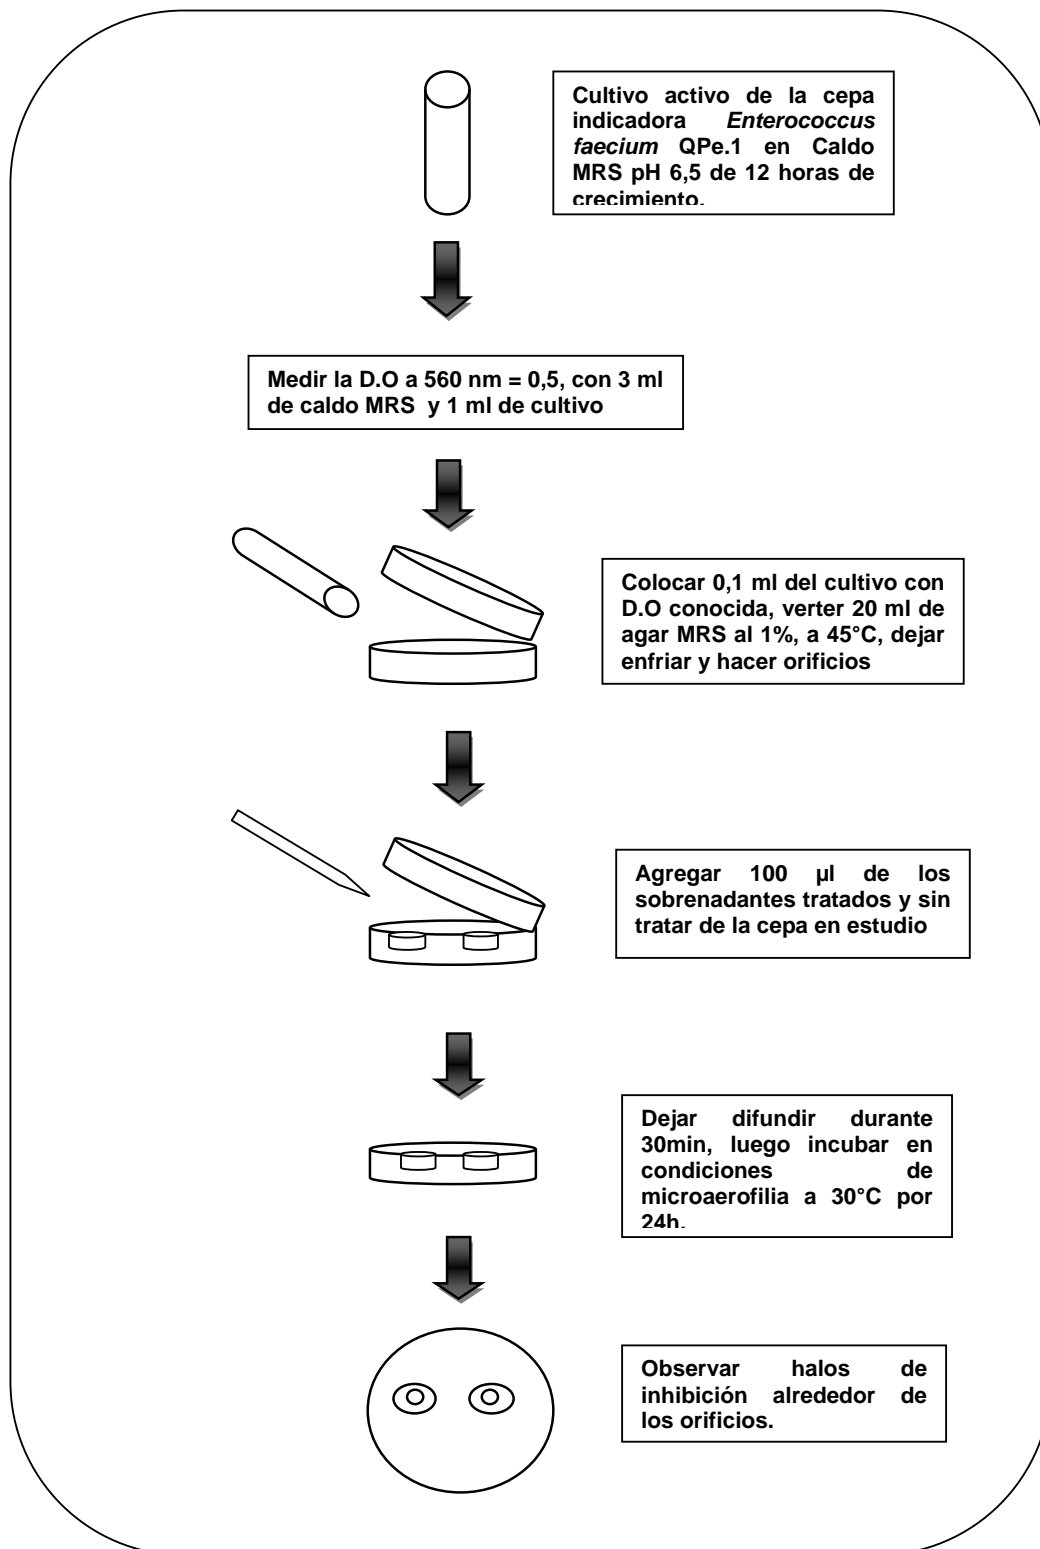 Cultivo activo de la cepa
indicadora Enterococcus
faecium QPe.1 en Caldo
MRS pH 6,5 de 12 horas de
crecimiento.
Medir la D.O a 560 nm = 0,5, con 3 ml
de caldo MRS y 1 ml de cultivo
Colocar 0,1 ml del cultivo con
D.O conocida, verter 20 ml de
agar MRS al 1%, a 45°C, dejar
enfriar y hacer orificios
Agregar 100 µl de los
sobrenadantes tratados y sin
tratar de la cepa en estudio
Dejar difundir durante
30min, luego incubar en
condiciones de
microaerofilia a 30°C por
24h.
Observar halos de
inhibición alrededor de
los orificios.